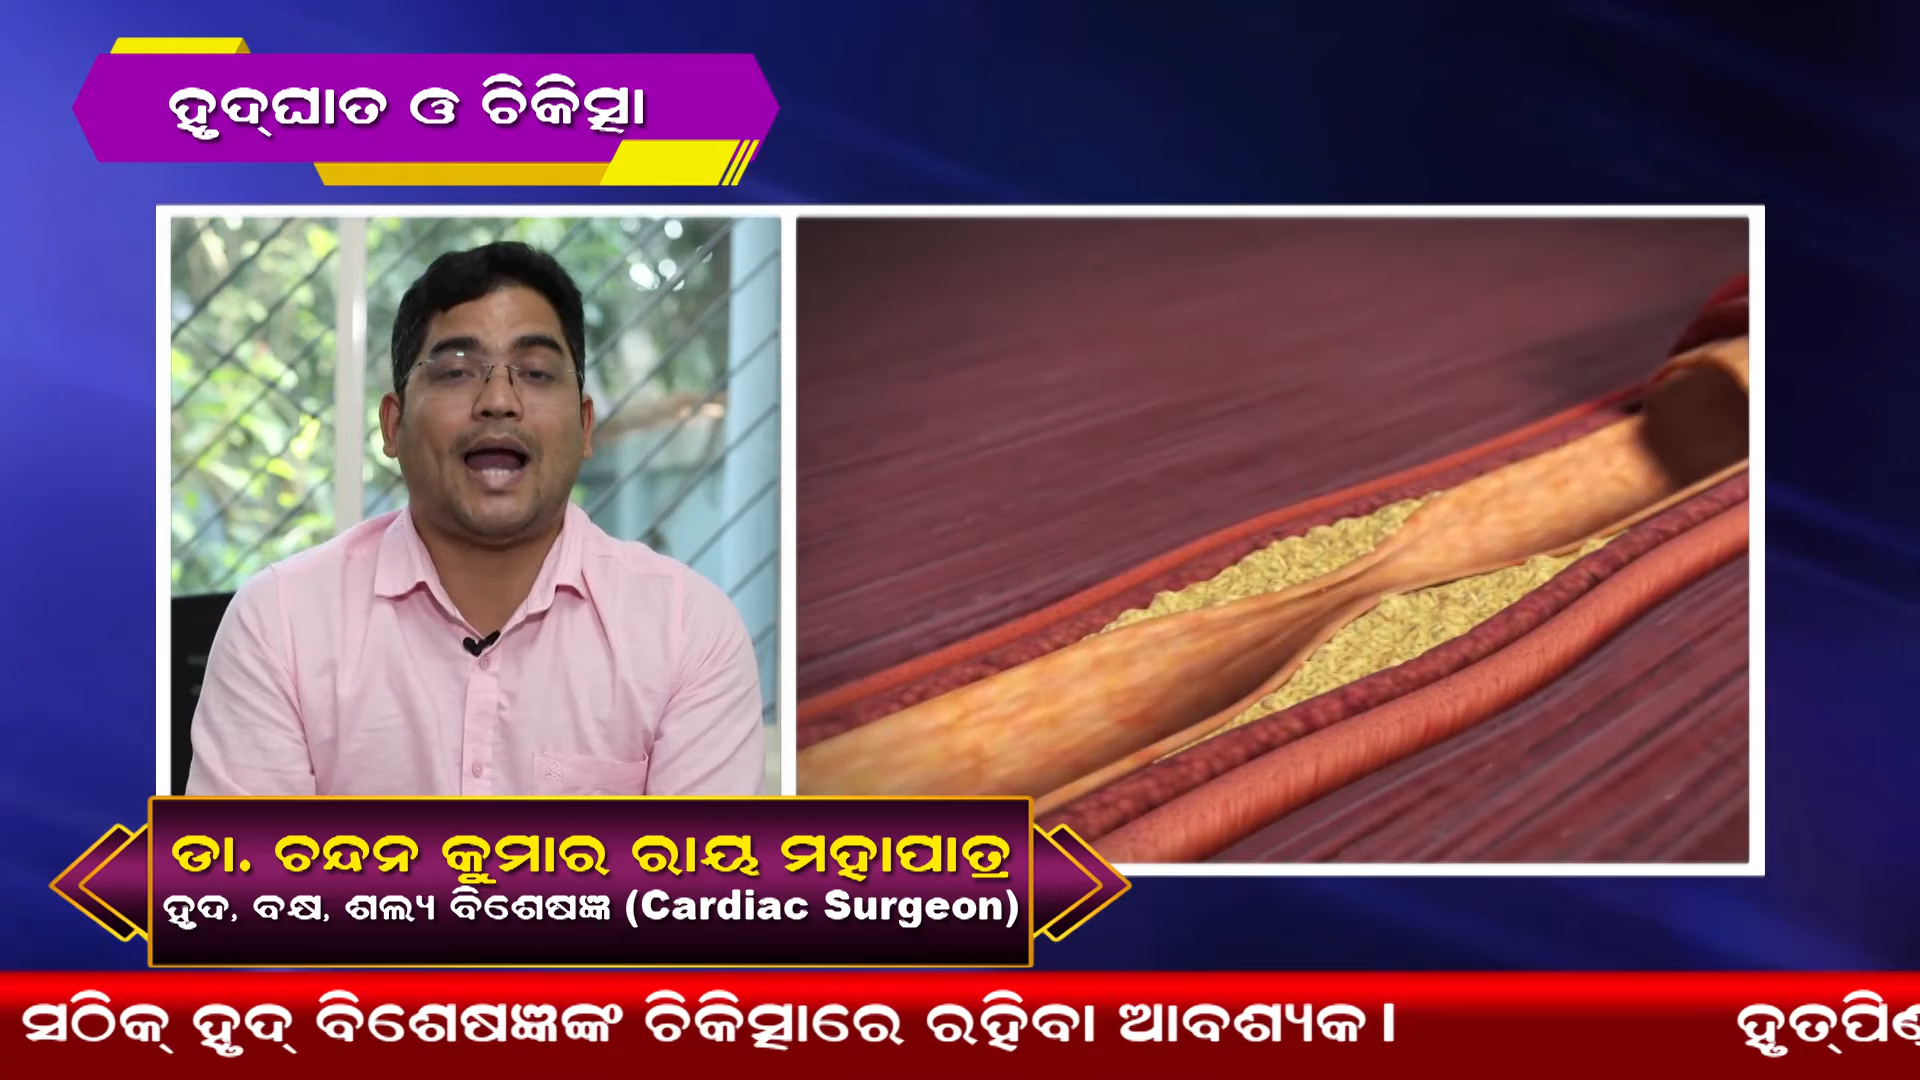 ହୃଦ୍‌ଘାତ ଓ ଚିକିତ୍ସା
ଡା. ଚନ୍ଦନ କୁମାର ରାୟ ମହାପାତ୍ର
ହୃଦ, ବକ୍ଷ, ଶଲ୍ୟ ବିଶେଷଜ୍ଞ (Cardiac Surgeon)
ସଠିକ୍ ହୃଦ୍ ବିଶେଷଜ୍ଞଙ୍କ ଚିକିତ୍ସାରେ ରହିବା ଆବଶ୍ୟକ ।